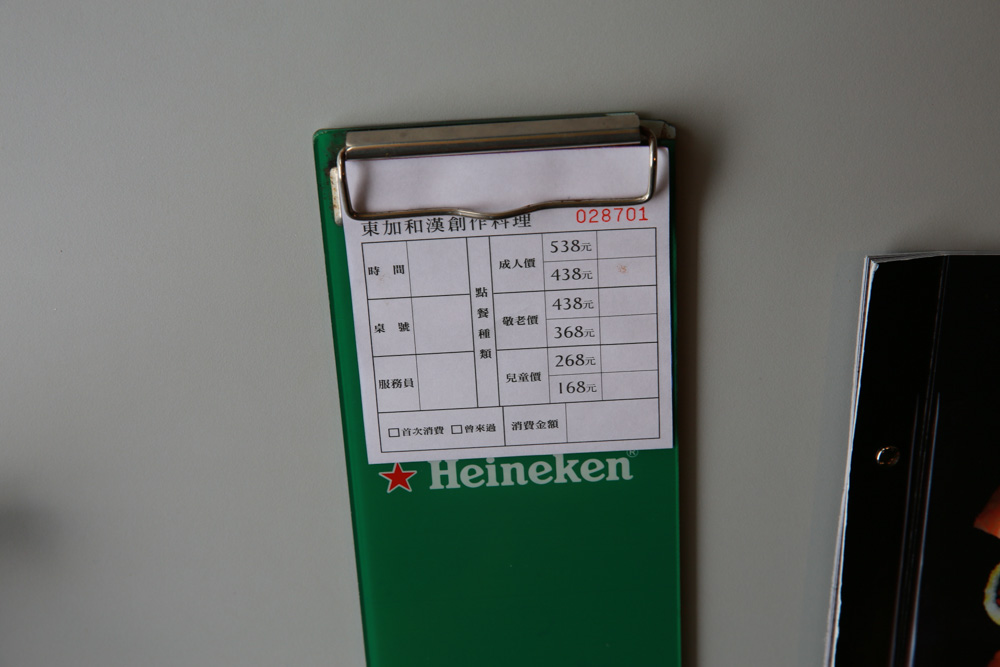 東加和漢創作料理 028701
時間
桌號
服務員
點餐種類
成人價 538元
438元
敬老價 438元
368元
兒童價 268元
168元
□首次消費 □曾來過 消費金額
Heineken®